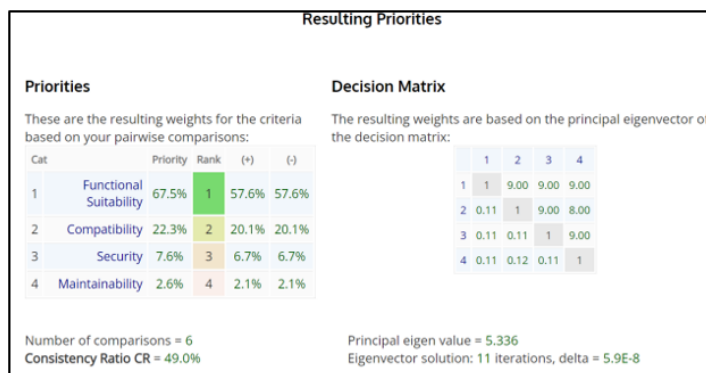 Resulting Priorities
Priorities
These are the resulting weights for the criteria
based on your pairwise comparisons:
Cat Priority Rank (+) (-)
1 Functional Suitability 67.5% 1 57.6% 57.6%
2 Compatibility 22.3% 2 20.1% 20.1%
3 Security 7.6% 3 6.7% 6.7%
4 Maintainability 2.6% 4 2.1% 2.1%
Number of comparisons = 6
Consistency Ratio CR = 49.0%
Decision Matrix
The resulting weights are based on the principal eigenvector of
the decision matrix:
1 2 3 4
1 1 9.00 9.00 9.00
2 0.11 1 9.00 8.00
3 0.11 0.11 1 9.00
4 0.11 0.12 0.11 1
Principal eigen value = 5.336
Eigenvector solution: 11 iterations, delta = 5.9E-8